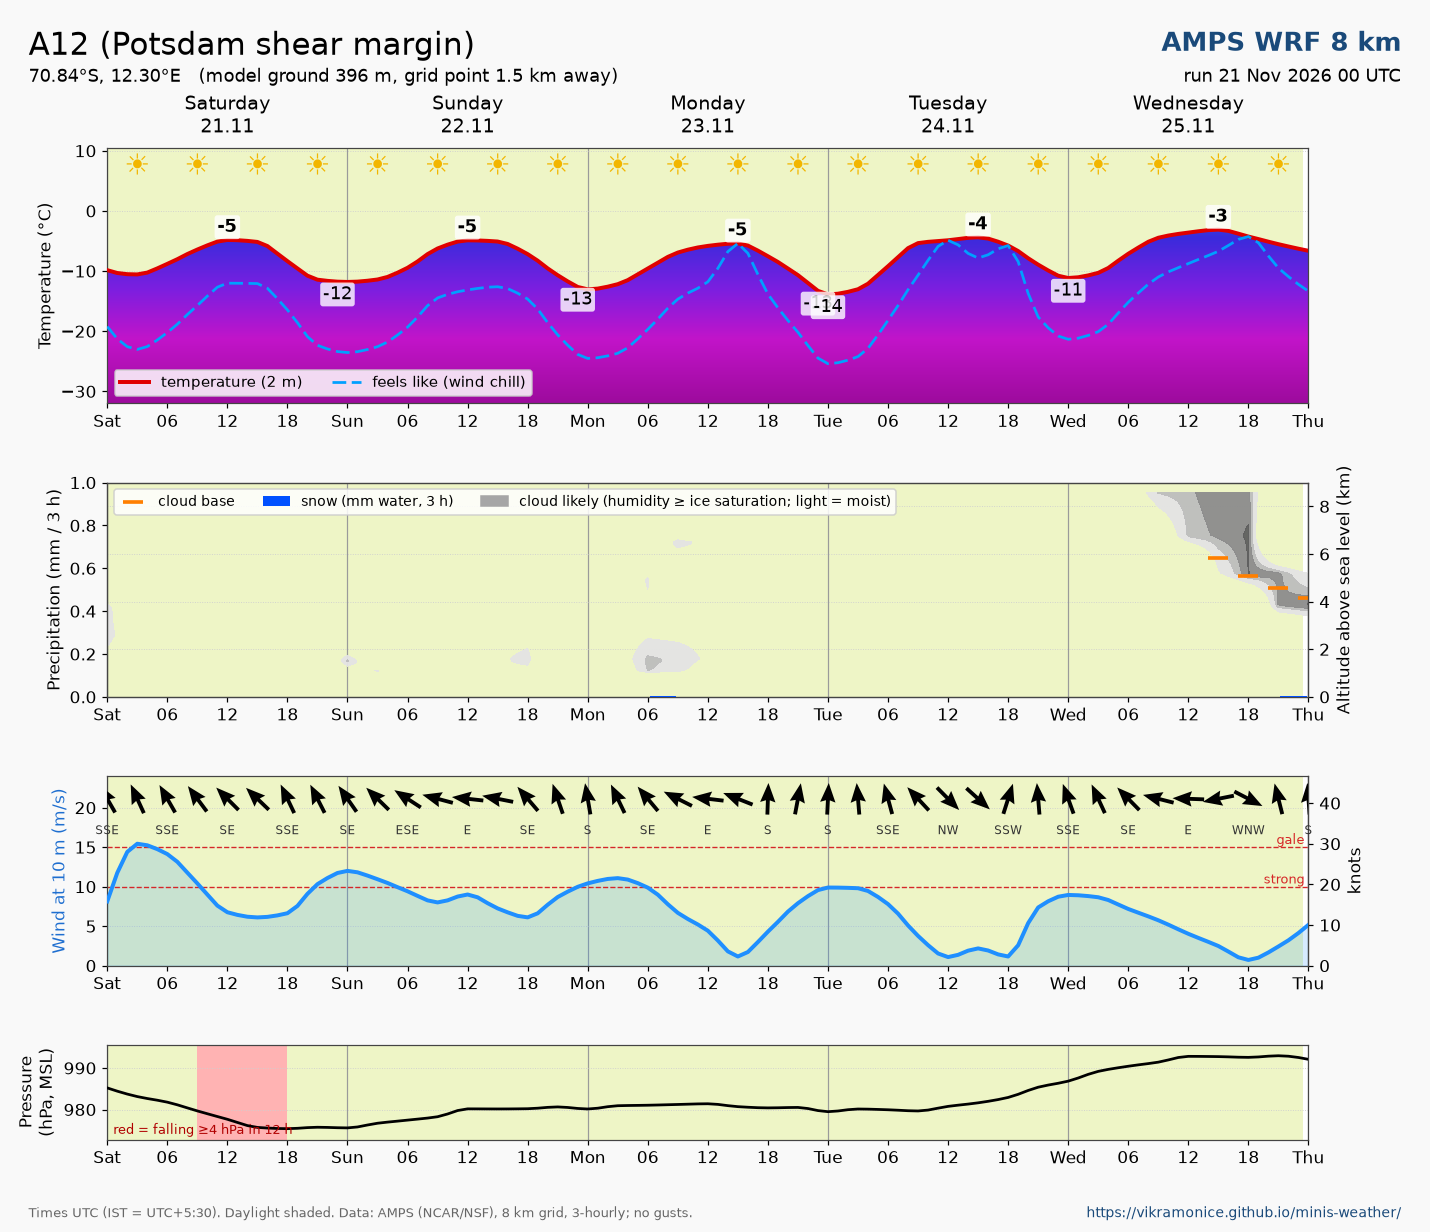 A12 (Potsdam shear margin)
AMPS WRF 8 km
70.84°S, 12.30°E (model ground 396 m, grid point 1.5 km away)
run 21 Nov 2026 00 UTC
Saturday Sunday Monday Tuesday Wednesday
21.11 22.11 23.11 24.11 25.11
Temperature (°C)
10
0
−10
−20
−30
-5 -5 -5 -4 -3
-12 -13 -14 -11
temperature (2 m) feels like (wind chill)
Sat 06 12 18 Sun 06 12 18 Mon 06 12 18 Tue 06 12 18 Wed 06 12 18 Thu
Precipitation (mm / 3 h)
1.0
0.8
0.6
0.4
0.2
0.0
cloud base snow (mm water, 3 h) cloud likely (humidity ≥ ice saturation; light = moist)
8
6
4
2
0
Altitude above sea level (km)
Sat 06 12 18 Sun 06 12 18 Mon 06 12 18 Tue 06 12 18 Wed 06 12 18 Thu
Wind at 10 m (m/s)
20
15
10
5
0
SSE SSE SE SSE SE ESE E SE S SE E S S SSE NW SSW SSE SE E WNW S
gale
strong
40
30
20
10
0
knots
Sat 06 12 18 Sun 06 12 18 Mon 06 12 18 Tue 06 12 18 Wed 06 12 18 Thu
Pressure
(hPa, MSL)
990
980
red = falling ≥4 hPa in 12 h
Sat 06 12 18 Sun 06 12 18 Mon 06 12 18 Tue 06 12 18 Wed 06 12 18 Thu
Times UTC (IST = UTC+5:30). Daylight shaded. Data: AMPS (NCAR/NSF), 8 km grid, 3-hourly; no gusts.
https://vikramonice.github.io/minis-weather/